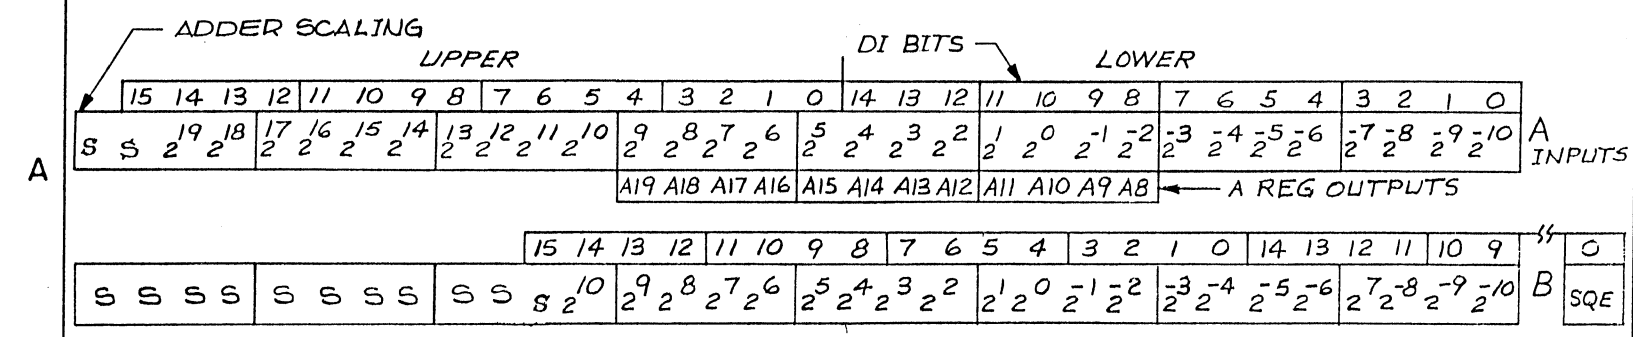 ADDER SCALING
UPPER DI BITS LOWER
15 14 13 12 11 10 9 8 7 6 5 4 3 2 1 0 14 13 12 11 10 9 8 7 6 5 4 3 2 1 0
S S 2^19 2^18 2^17 2^16 2^15 2^14 2^13 2^12 2^11 2^10 2^9 2^8 2^7 2^6 2^5 2^4 2^3 2^2 2^1 2^0 2^-1 2^-2 2^-3 2^-4 2^-5 2^-6 2^-7 2^-8 2^-9 2^-10 A INPUTS
A
A19 A18 A17 A16 A15 A14 A13 A12 A11 A10 A9 A8 A REG OUTPUTS
15 14 13 12 11 10 9 8 7 6 5 4 3 2 1 0 14 13 12 11 10 9 0
S S S S S S S S S S S 2^10 2^9 2^8 2^7 2^6 2^5 2^4 2^3 2^2 2^1 2^0 2^-1 2^-2 2^-3 2^-4 2^-5 2^-6 2^7 2^-8 2^-9 2^-10 B SQE